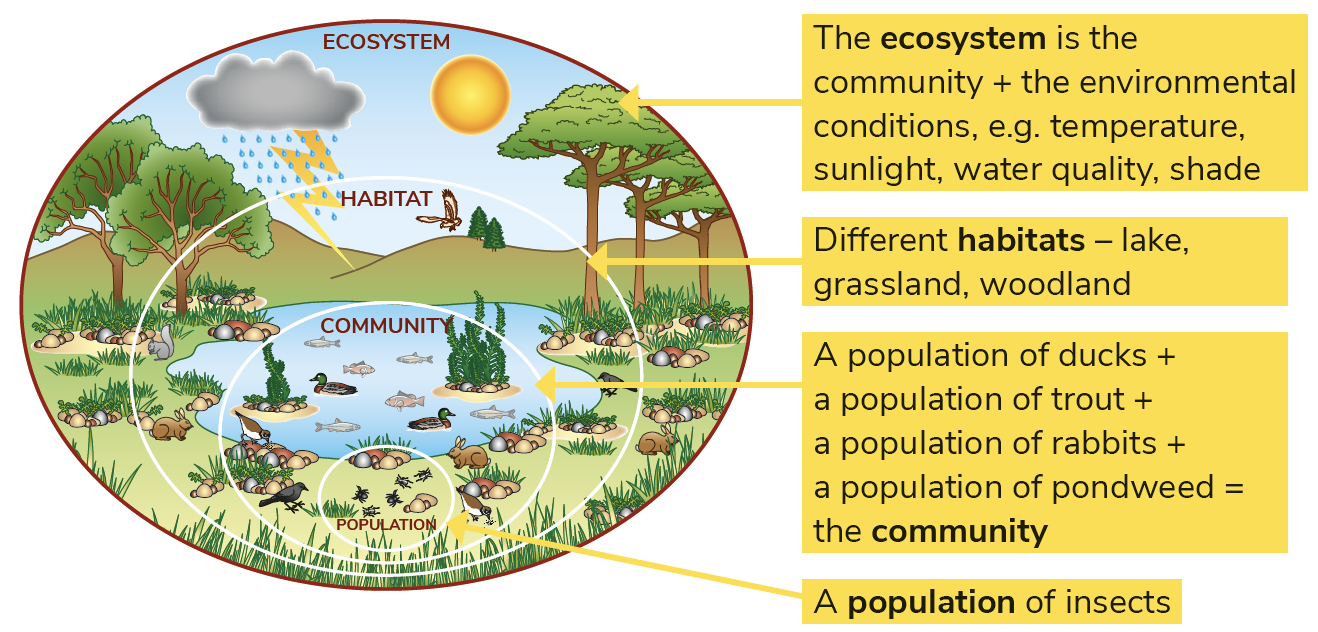 ECOSYSTEM
HABITAT
COMMUNITY
POPULATION
The ecosystem is the
community + the environmental
conditions, e.g. temperature,
sunlight, water quality, shade
Different habitats – lake,
grassland, woodland
A population of ducks +
a population of trout +
a population of rabbits +
a population of pondweed =
the community
A population of insects